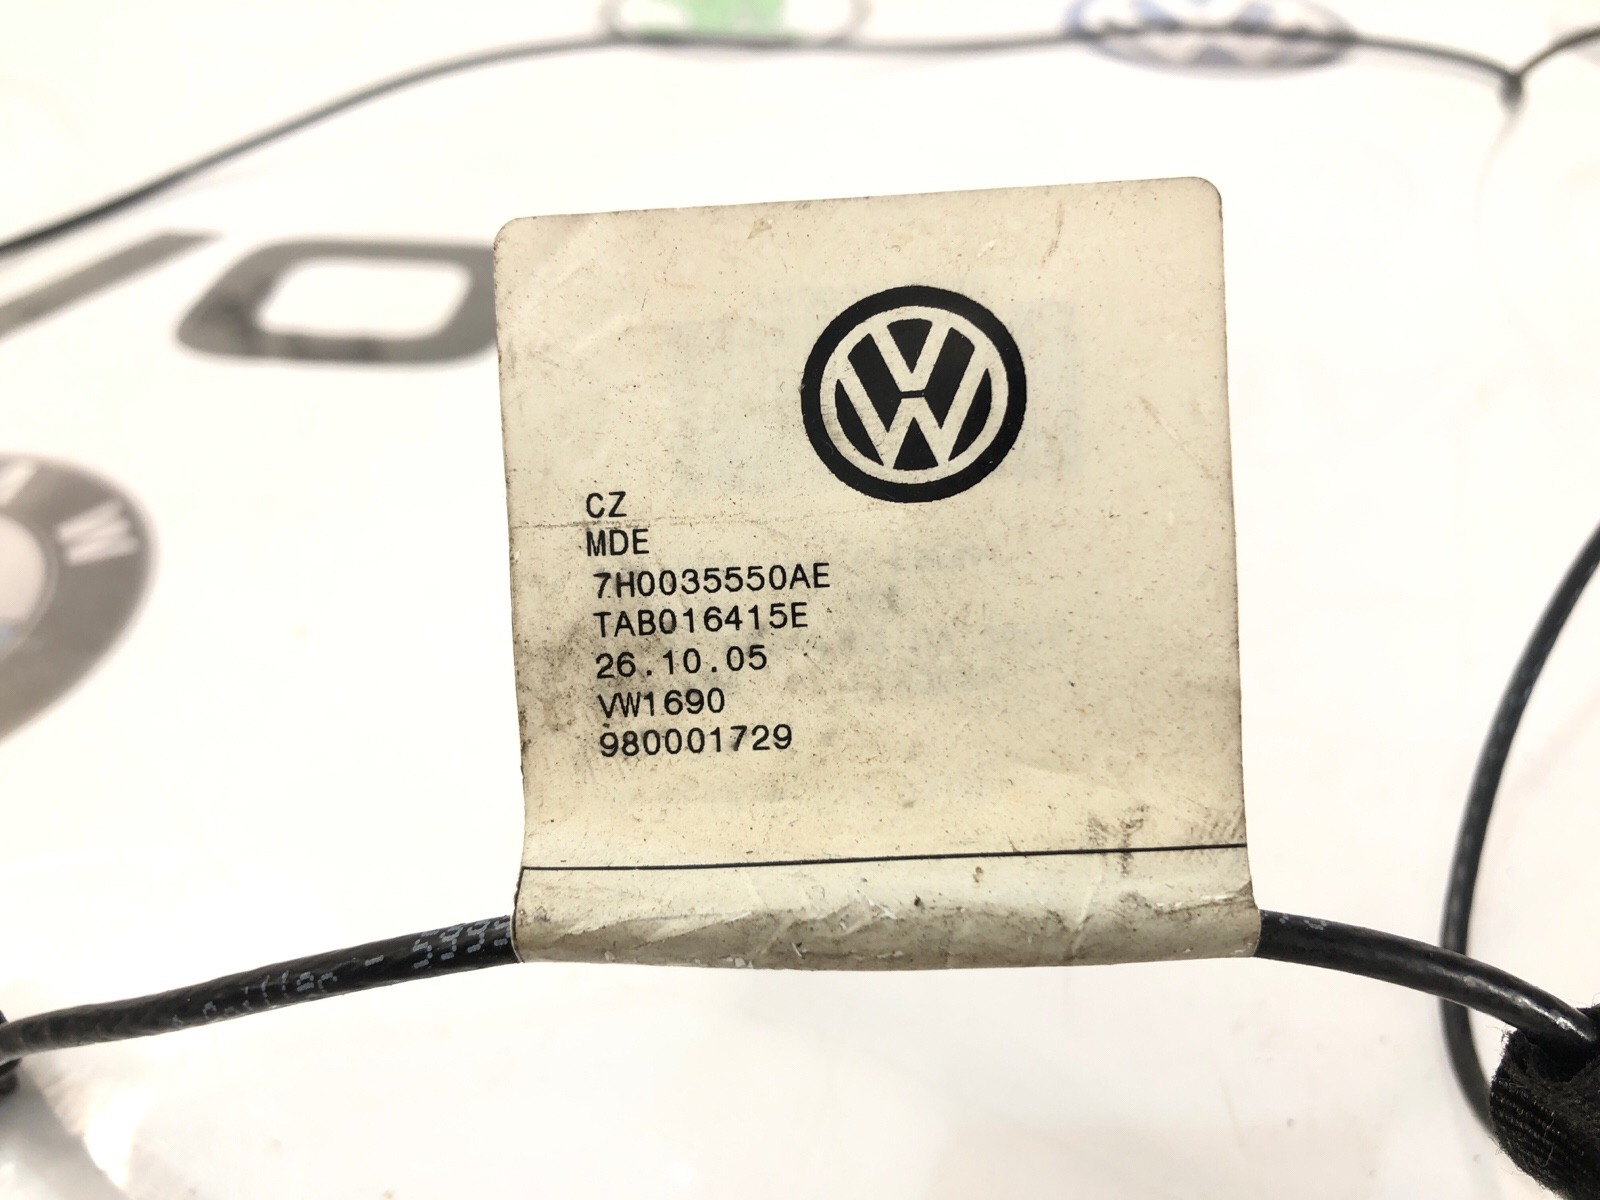 CZ
MDE
7H0035550AE
TAB016415E
26.10.05
VW1690
980001729